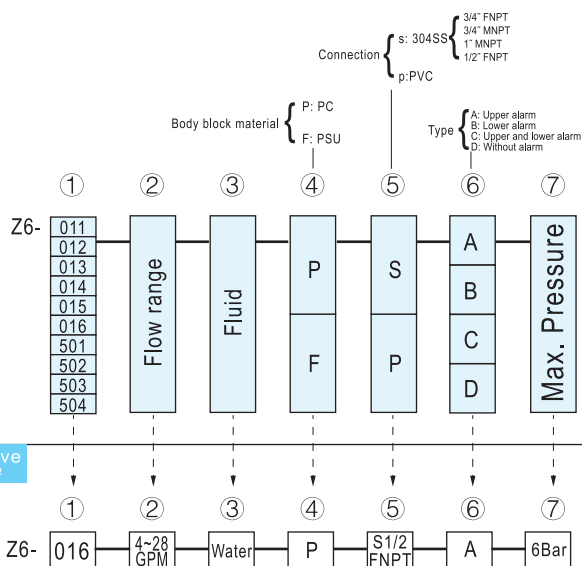 3/4″ FNPT
s: 304SS
3/4″ MNPT
1″ MNPT
1/2″ FNPT
Connection
p:PVC
P: PC
Body block material
F: PSU
A: Upper alarm
B: Lower alarm
Type
C: Upper and lower alarm
D: Without alarm
① ② ③ ④ ⑤ ⑥ ⑦
Z6-
011
012
013
014
015
016
501
502
503
504
Flow range
Fluid
P
F
S
P
A
B
C
D
Max. Pressure
① ② ③ ④ ⑤ ⑥ ⑦
Z6- 016
4~28
GPM
Water
P
S1/2
FNPT
A
6Bar